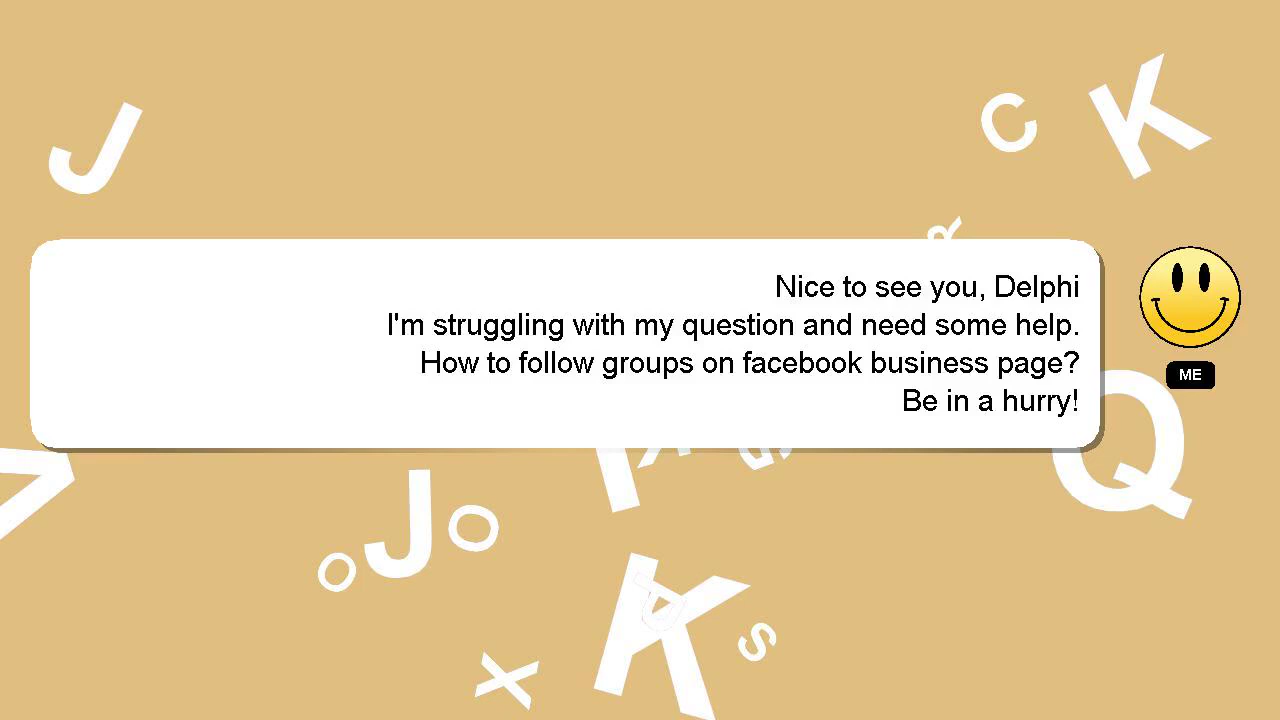 J
C
K
R
Nice to see you, Delphi
I'm struggling with my question and need some help.
How to follow groups on facebook business page?
Be in a hurry!
ME
Q
J
O
O
K
S
X